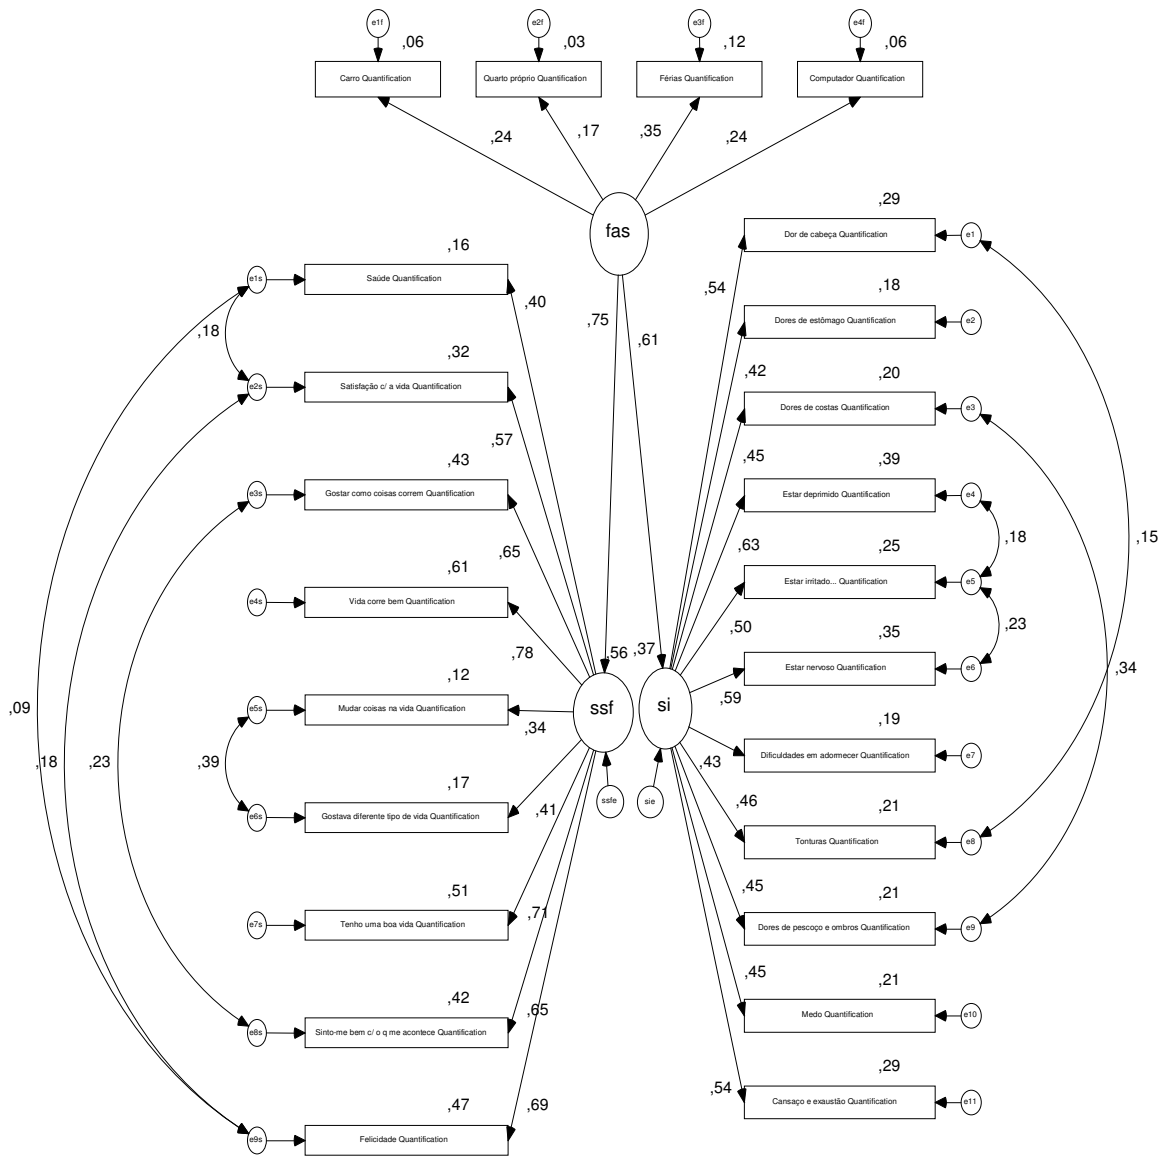 e1f
e2f
e3f
e4f
,06
,03
,12
,06
Carro Quantification
Quarto próprio Quantification
Férias Quantification
Computador Quantification
,24
,17
,35
,24
fas
,75
,61
,16
e1s
Saúde Quantification
,40
,18
,32
e2s
Satisfação c/ a vida Quantification
,57
,43
e3s
Gostar como coisas correm Quantification
,65
,61
e4s
Vida corre bem Quantification
,78
,12
e5s
Mudar coisas na vida Quantification
,34
,09
,18
,23
,39
,17
e6s
Gostava diferente tipo de vida Quantification
,41
,51
e7s
Tenho uma boa vida Quantification
,71
,42
e8s
Sinto-me bem c/ o q me acontece Quantification
,65
,47
e9s
Felicidade Quantification
,69
,56
,37
ssf
si
ssfe
sie
,29
Dor de cabeça Quantification
e1
,54
,18
Dores de estômago Quantification
e2
,42
,20
Dores de costas Quantification
e3
,45
,39
Estar deprimido Quantification
e4
,63
,18
,15
,25
Estar irritado... Quantification
e5
,50
,23
,35
Estar nervoso Quantification
e6
,59
,34
,19
Dificuldades em adormecer Quantification
e7
,43
,21
Tonturas Quantification
e8
,46
,21
Dores de pescoço e ombros Quantification
e9
,45
,21
Medo Quantification
e10
,45
,29
Cansaço e exaustão Quantification
e11
,54